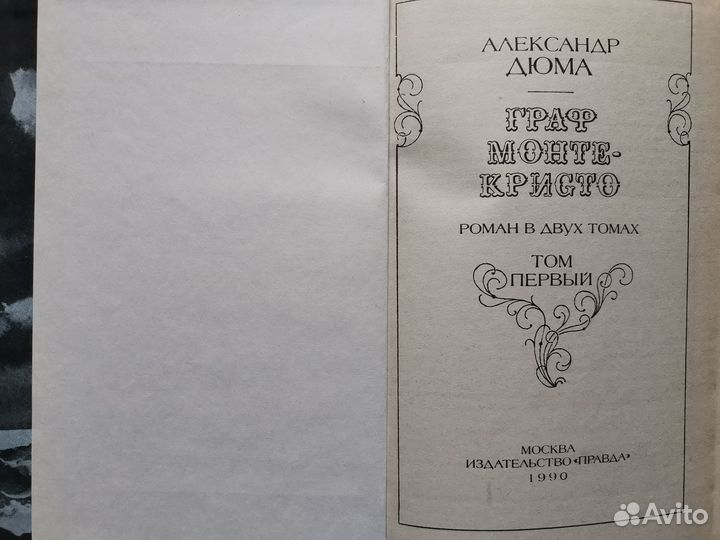 АЛЕКСАНДР
ДЮМА
ГРАФ
МОНТЕ-
КРИСТО
РОМАН В ДВУХ ТОМАХ
ТОМ
ПЕРВЫЙ
МОСКВА
ИЗДАТЕЛЬСТВО «ПРАВДА»
1990
Avito